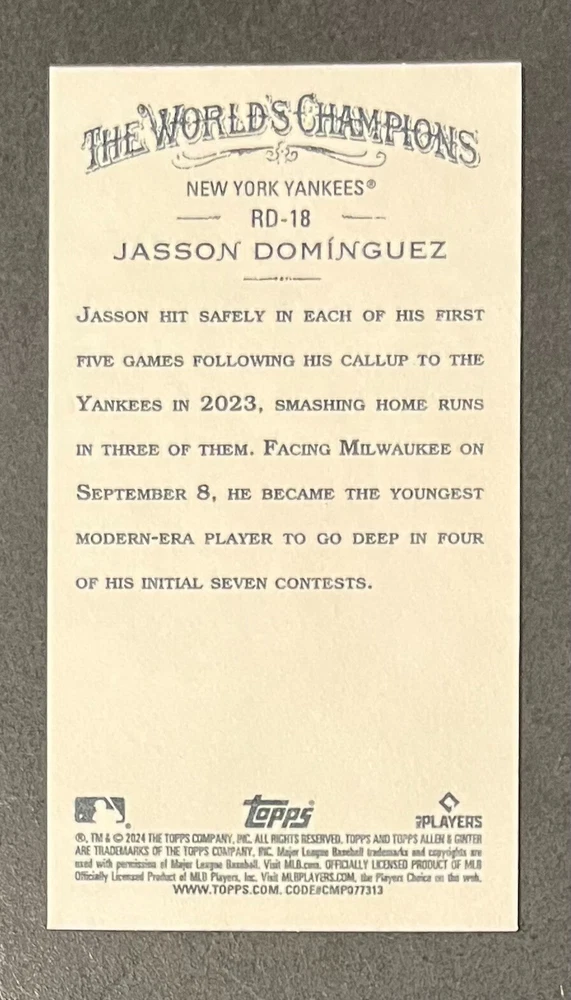 THE WORLD'S CHAMPIONS
NEW YORK YANKEES®
RD-18
JASSON DOMÍNGUEZ
JASSON HIT SAFELY IN EACH OF HIS FIRST
FIVE GAMES FOLLOWING HIS CALLUP TO THE
YANKEES IN 2023, SMASHING HOME RUNS
IN THREE OF THEM. FACING MILWAUKEE ON
SEPTEMBER 8, HE BECAME THE YOUNGEST
MODERN-ERA PLAYER TO GO DEEP IN FOUR
OF HIS INITIAL SEVEN CONTESTS.
topps PLAYERS
®, TM & © 2024 THE TOPPS COMPANY, INC. ALL RIGHTS RESERVED. TOPPS AND TOPPS ALLEN & GINTER
ARE TRADEMARKS OF THE TOPPS COMPANY, INC. Major League Baseball trademarks and copyrights are
used with permission of Major League Baseball. Visit MLB.com. OFFICIALLY LICENSED PRODUCT OF MLB
Officially Licensed Product of MLB Players, Inc. Visit MLBPLAYERS.COM, the Players Choice on the web.
WWW.TOPPS.COM. CODE#CMP077313